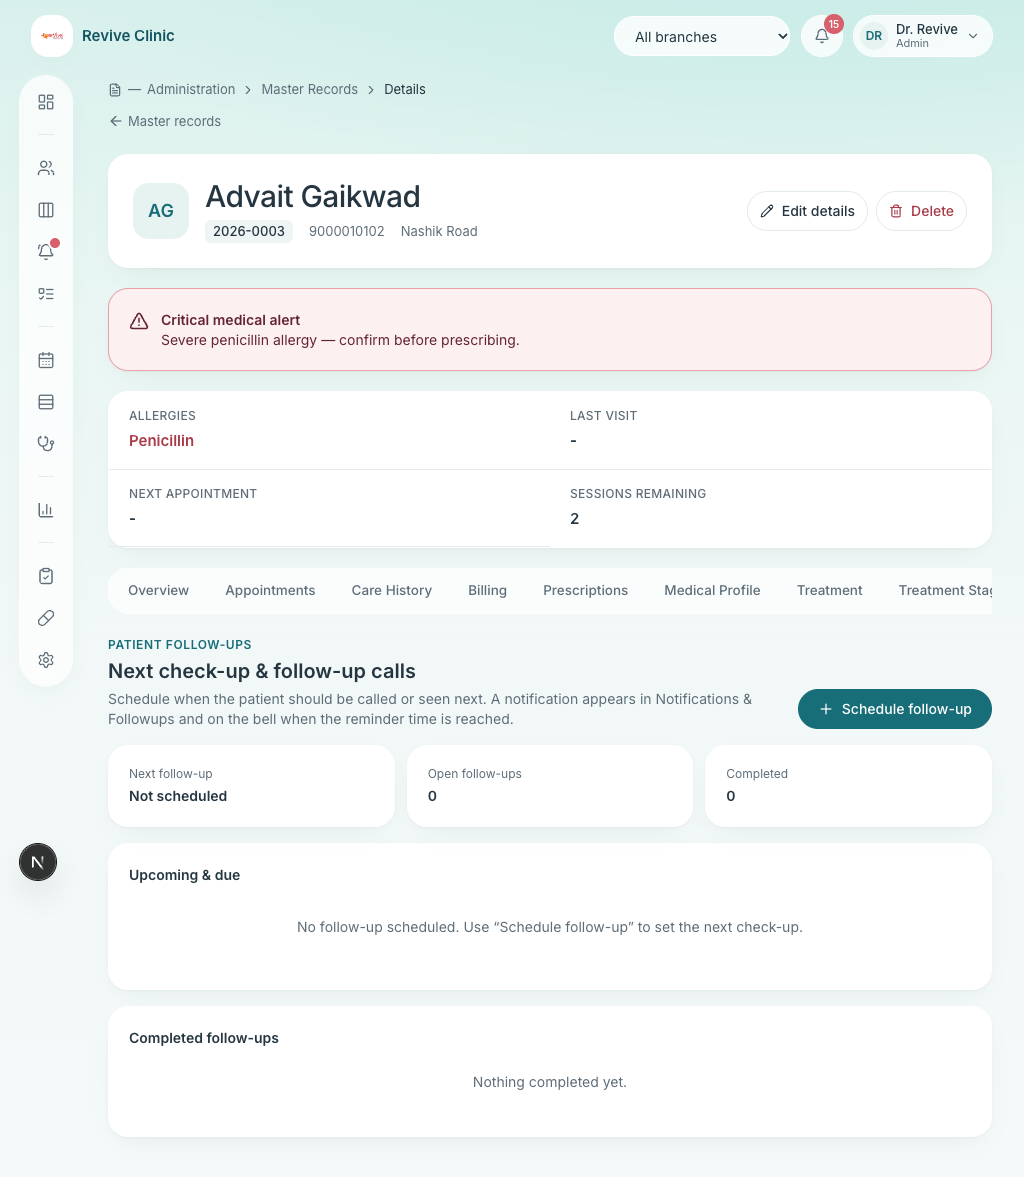 Revive Clinic
All branches
15
DR
Dr. Revive
Admin
— Administration > Master Records > Details
← Master records
AG
Advait Gaikwad
2026-0003 9000010102 Nashik Road
Edit details
Delete
Critical medical alert
Severe penicillin allergy — confirm before prescribing.
ALLERGIES
Penicillin
LAST VISIT
-
NEXT APPOINTMENT
-
SESSIONS REMAINING
2
Overview Appointments Care History Billing Prescriptions Medical Profile Treatment Treatment Stag
PATIENT FOLLOW-UPS
Next check-up & follow-up calls
Schedule when the patient should be called or seen next. A notification appears in Notifications &
Followups and on the bell when the reminder time is reached.
+ Schedule follow-up
Next follow-up
Not scheduled
Open follow-ups
0
Completed
0
N
Upcoming & due
No follow-up scheduled. Use “Schedule follow-up” to set the next check-up.
Completed follow-ups
Nothing completed yet.